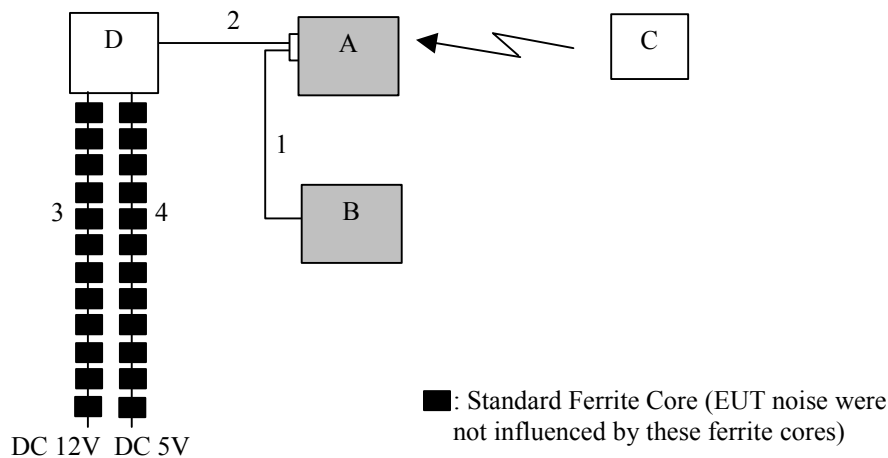 D
2
A
C
1
3
4
B
■: Standard Ferrite Core (EUT noise were
not influenced by these ferrite cores)
DC 12V DC 5V